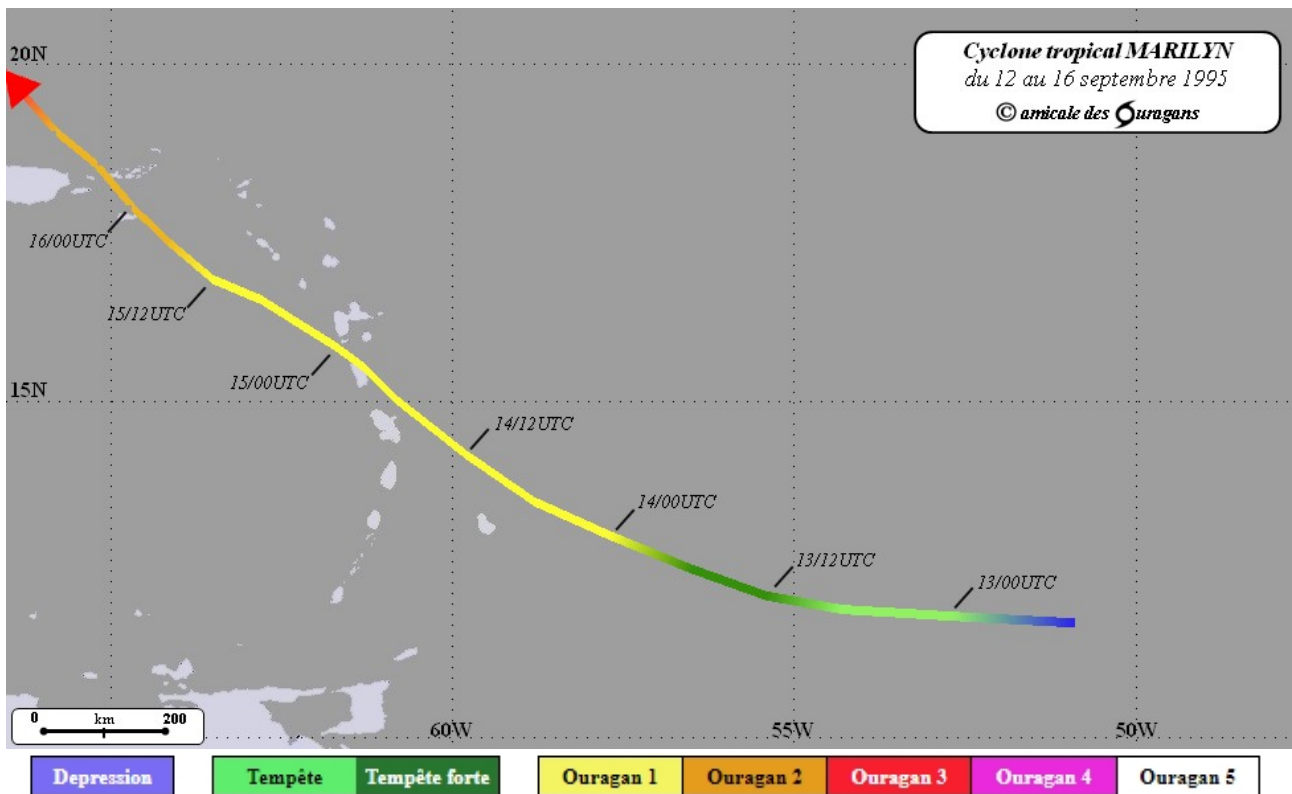 20N
Cyclone tropical MARILYN
du 12 au 16 septembre 1995
© amicale des Ouragans
16/00UTC
15/12UTC
15/00UTC
15N
14/12UTC
14/00UTC
13/12UTC
13/00UTC
0 km 200
60W
55W
50W
Depression
Tempête
Tempête forte
Ouragan 1
Ouragan 2
Ouragan 3
Ouragan 4
Ouragan 5